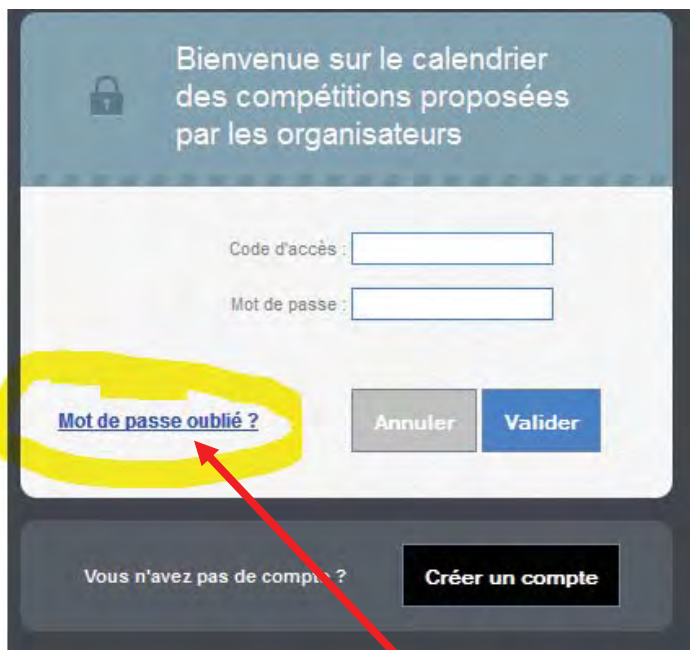 Bienvenue sur le calendrier
des compétitions proposées
par les organisateurs
Code d'accès :
Mot de passe :
Mot de passe oublié ?
Annuler
Valider
Vous n'avez pas de compte ?
Créer un compte